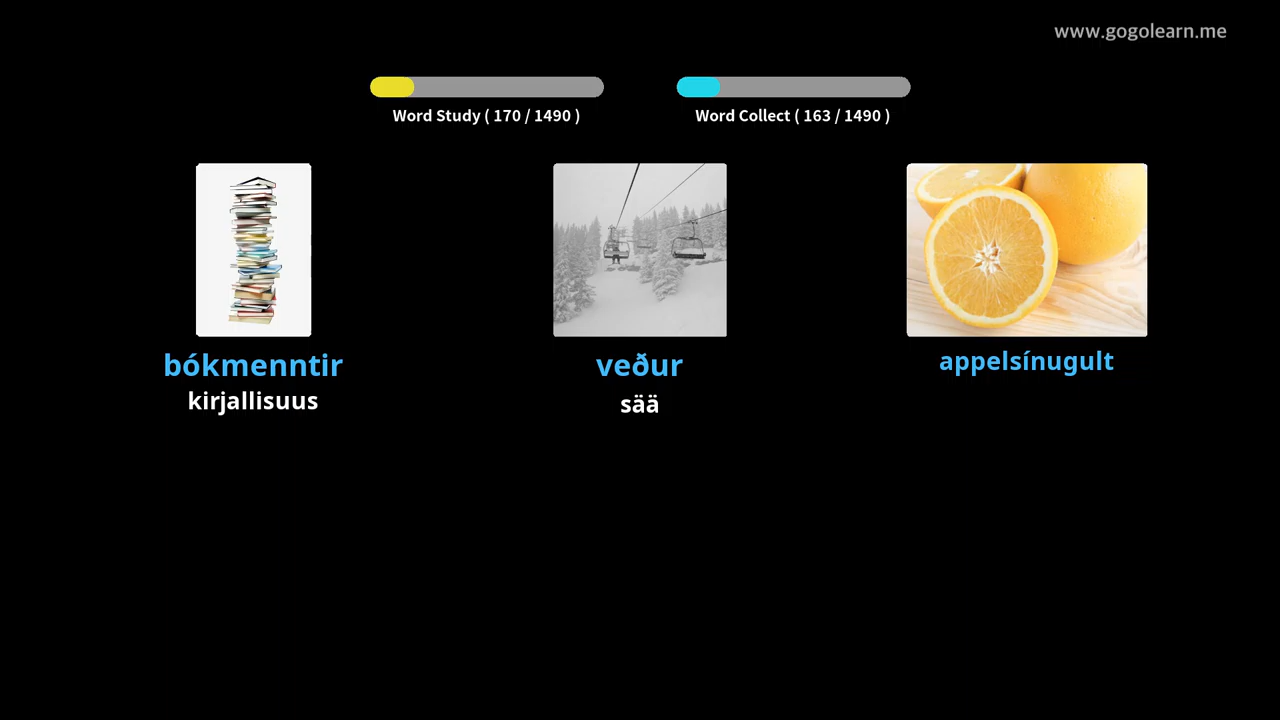 www.gogolearn.me
Word Study ( 170 / 1490 )
Word Collect ( 163 / 1490 )
bókmenntir
kirjallisuus
veður
sää
appelsínugult